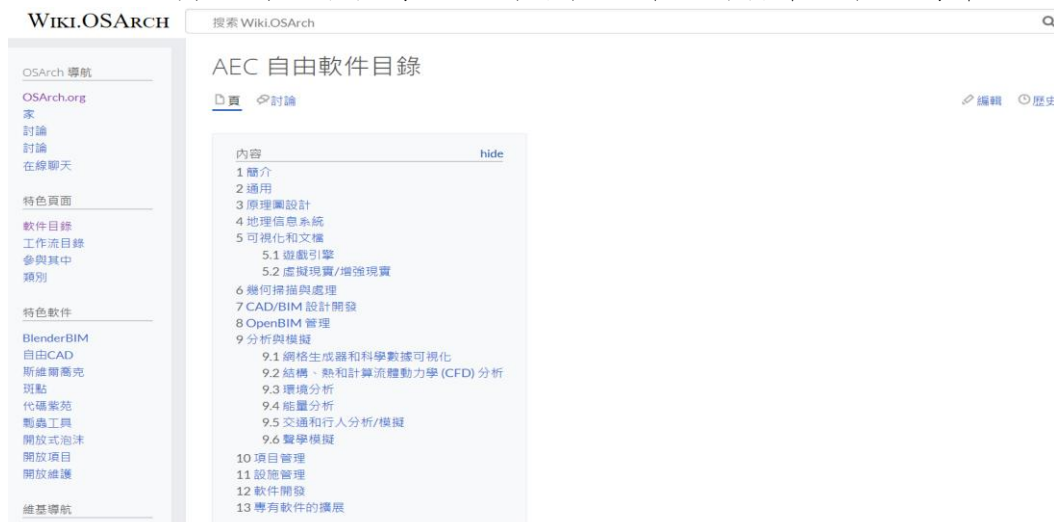 WIKI.OSARCH
搜索 Wiki.OSArch
OSArch 導航
OSArch.org
家
討論
討論
在線聊天
特色頁面
軟件目錄
工作流目錄
參與其中
類別
特色軟件
BlenderBIM
自由CAD
斯維爾喬克
斑點
代碼紫苑
瓢蟲工具
開放式泡沫
開放項目
開放維護
維基導航
AEC 自由軟件目錄
頁 討論
編輯 歷史
內容 hide
1 簡介
2 通用
3 原理圖設計
4 地理信息系統
5 可視化和文檔
5.1 遊戲引擎
5.2 虛擬現實/增強現實
6 幾何掃描與處理
7 CAD/BIM 設計開發
8 OpenBIM 管理
9 分析與模擬
9.1 網格生成器和科學數據可視化
9.2 結構、熱和計算流體動力學 (CFD) 分析
9.3 環境分析
9.4 能量分析
9.5 交通和行人分析/模擬
9.6 聲學模擬
10 項目管理
11 設施管理
12 軟件開發
13 專有軟件的擴展